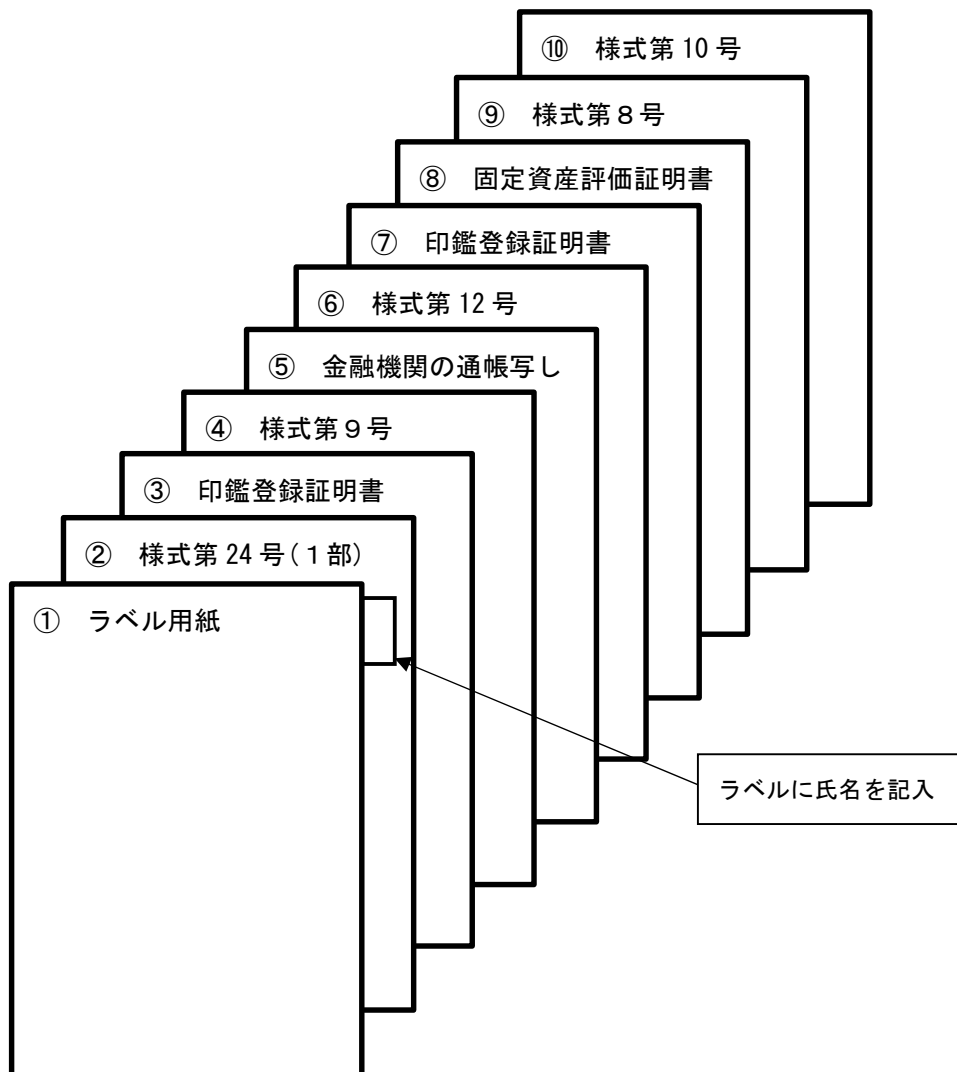 ⑩ 様式第 10 号
⑨ 様式第８号
⑧ 固定資産評価証明書
⑦ 印鑑登録証明書
⑥ 様式第 12 号
⑤ 金融機関の通帳写し
④ 様式第９号
③ 印鑑登録証明書
② 様式第 24 号(１部)
① ラベル用紙
ラベルに氏名を記入